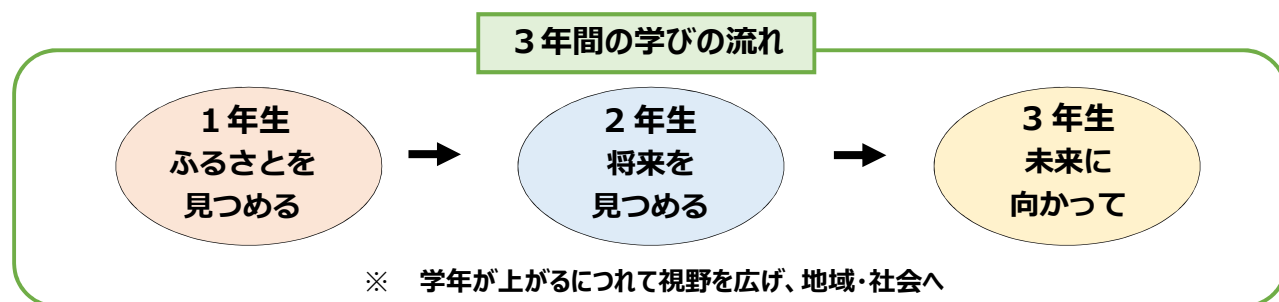 ３年間の学びの流れ
１年生
ふるさとを
見つめる
➡
２年生
将来を
見つめる
➡
３年生
未来に
向かって
※　学年が上がるにつれて視野を広げ、地域・社会へ